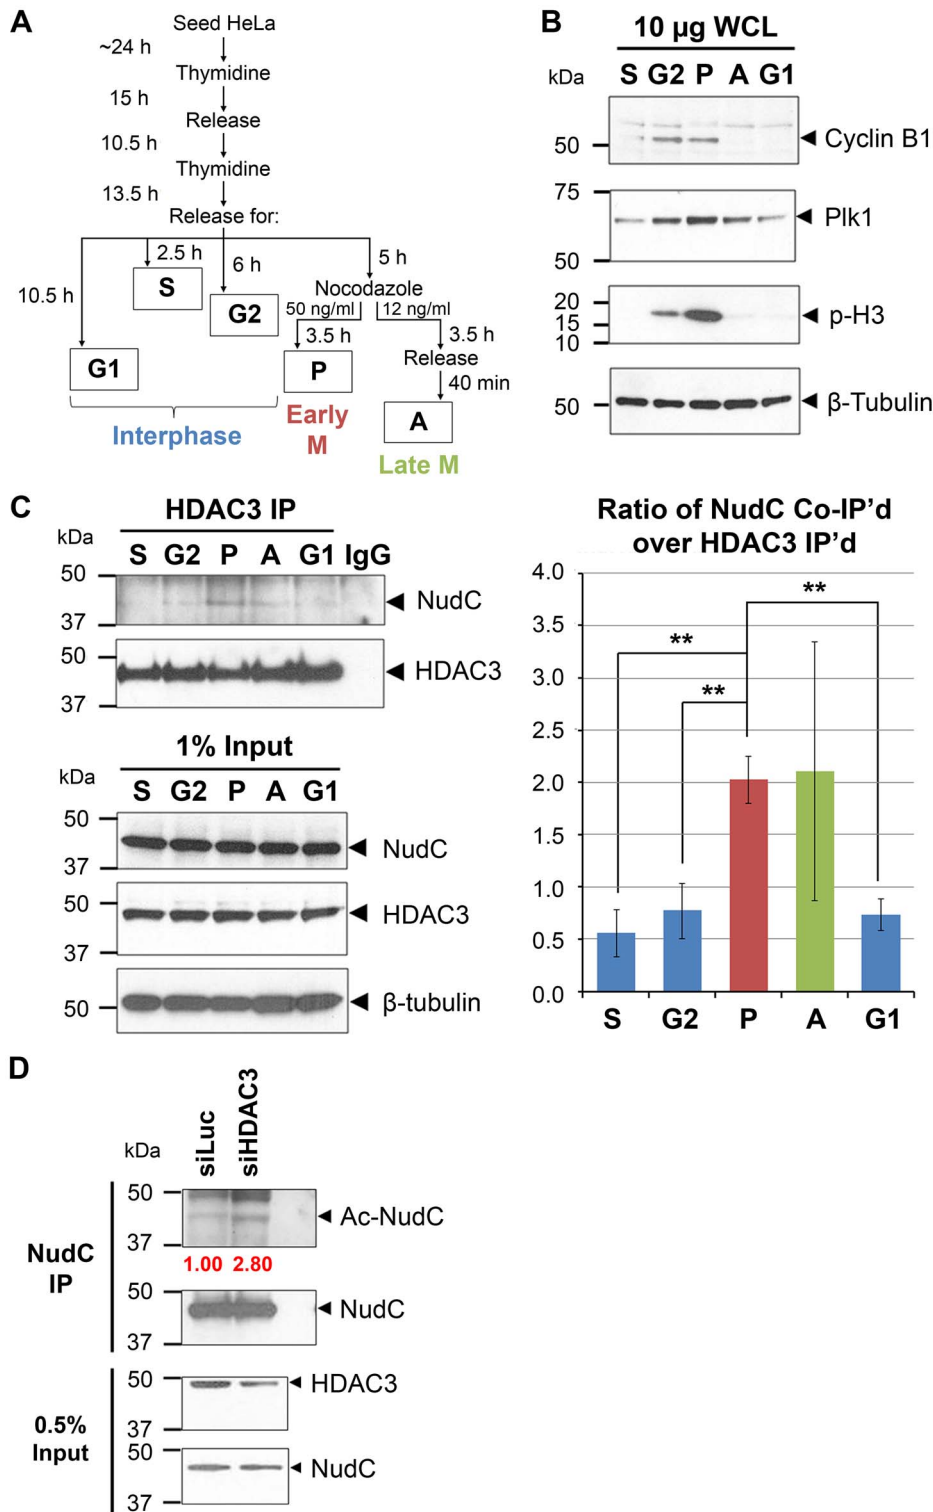 A
Seed HeLa
~24 h
Thymidine
15 h
Release
10.5 h
Thymidine
13.5 h
Release for:
10.5 h
2.5 h
6 h
5 h
S
G2
Nocodazole
50 ng/ml
12 ng/ml
3.5 h
3.5 h
G1
P
Release
40 min
A
Interphase
Early
M
Late M
B
10 µg WCL
kDa
S G2 P A G1
50
Cyclin B1
75
Plk1
50
20
15
10
p-H3
50
β-Tubulin
C
HDAC3 IP
kDa
S G2 P A G1 IgG
50
NudC
37
50
HDAC3
37
1% Input
kDa
S G2 P A G1
50
NudC
37
50
HDAC3
37
50
β-tubulin
Ratio of NudC Co-IP'd
over HDAC3 IP'd
4.0
3.5
3.0
2.5
2.0
1.5
1.0
0.5
0.0
**
**
**
S G2 P A G1
D
kDa
siLuc
siHDAC3
NudC
IP
50
Ac-NudC
37
1.00 2.80
50
NudC
37
0.5%
Input
50
HDAC3
37
50
NudC
37